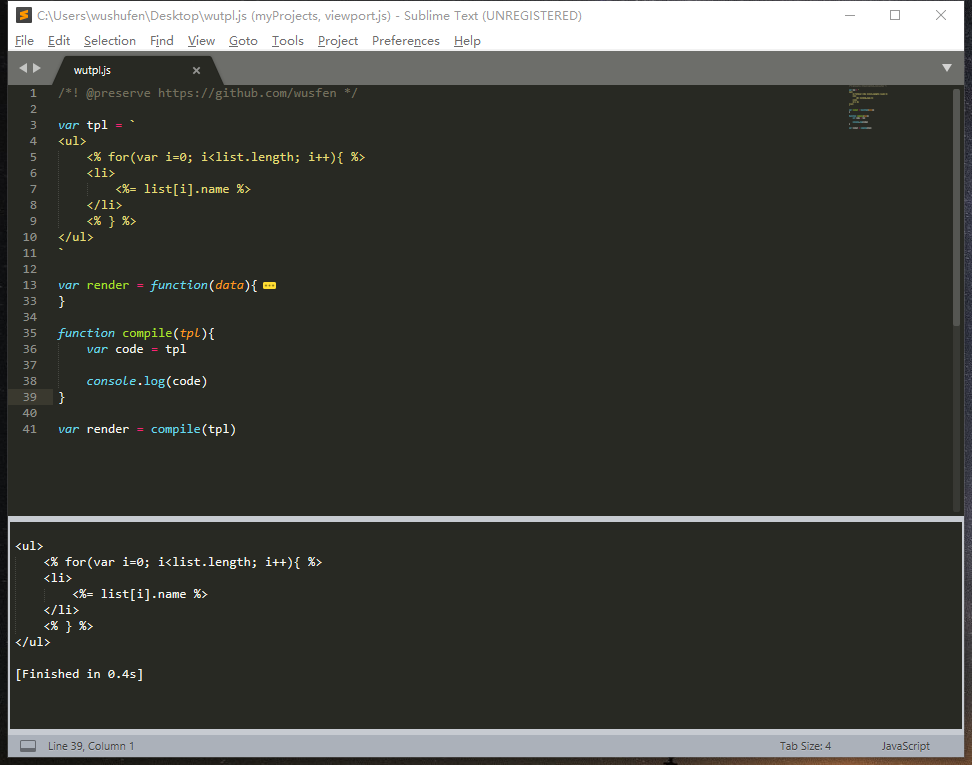 C:\Users\wushufen\Desktop\wutpl.js (myProjects, viewport.js) - Sublime Text (UNREGISTERED)
File Edit Selection Find View Goto Tools Project Preferences Help
wutpl.js ×
1 /*! @preserve https://github.com/wusfen */
2
3 var tpl = `
4 <ul>
5     <% for(var i=0; i<list.length; i++){ %>
6     <li>
7         <%= list[i].name %>
8     </li>
9     <% } %>
10 </ul>
11 `
12
13 var render = function(data){
33 }
34
35 function compile(tpl){
36     var code = tpl
37
38     console.log(code)
39 }
40
41 var render = compile(tpl)
<ul>
    <% for(var i=0; i<list.length; i++){ %>
    <li>
        <%= list[i].name %>
    </li>
    <% } %>
</ul>
[Finished in 0.4s]
Line 39, Column 1 Tab Size: 4 JavaScript